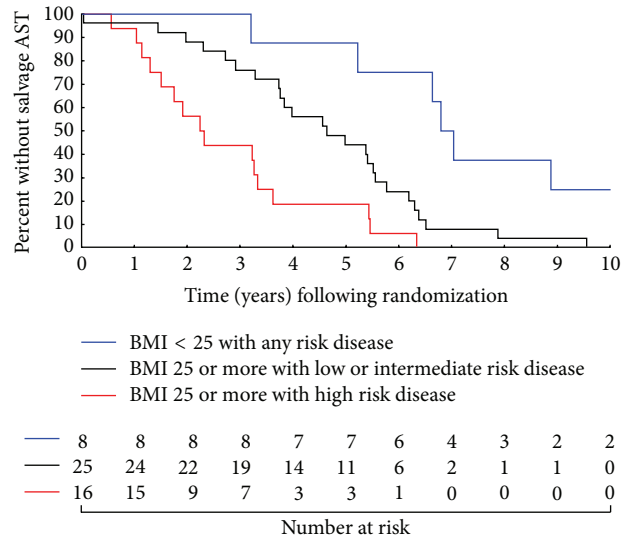 Percent without salvage AST
100
90
80
70
60
50
40
30
20
10
0
0 1 2 3 4 5 6 7 8 9 10
Time (years) following randomization
BMI < 25 with any risk disease
BMI 25 or more with low or intermediate risk disease
BMI 25 or more with high risk disease
8 8 8 8 7 7 6 4 3 2 2
25 24 22 19 14 11 6 2 1 1 0
16 15 9 7 3 3 1 0 0 0 0
Number at risk